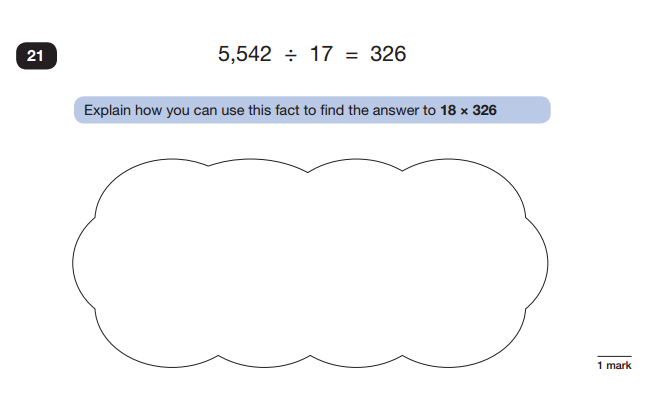 21
5,542 ÷ 17 = 326
Explain how you can use this fact to find the answer to 18 × 326
1 mark